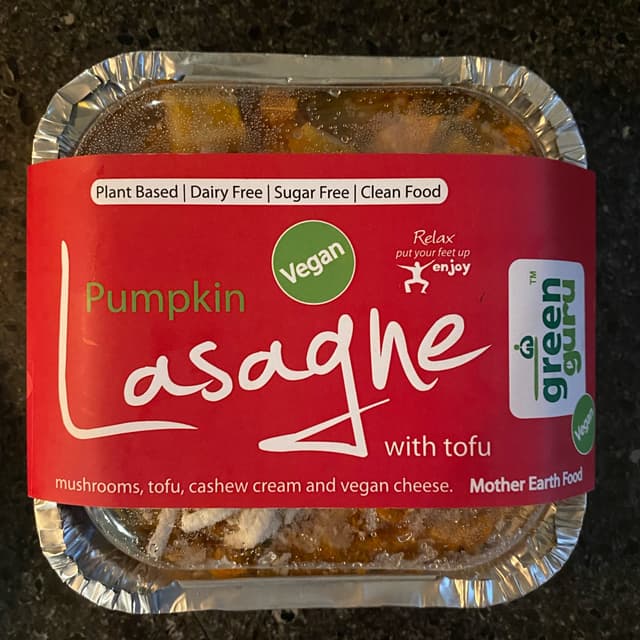 Plant Based | Dairy Free | Sugar Free | Clean Food
Vegan
Relax
put your feet up
enjoy
Pumpkin
Lasagne
with tofu
green
guru
TM
Vegan
mushrooms, tofu, cashew cream and vegan cheese.
Mother Earth Food